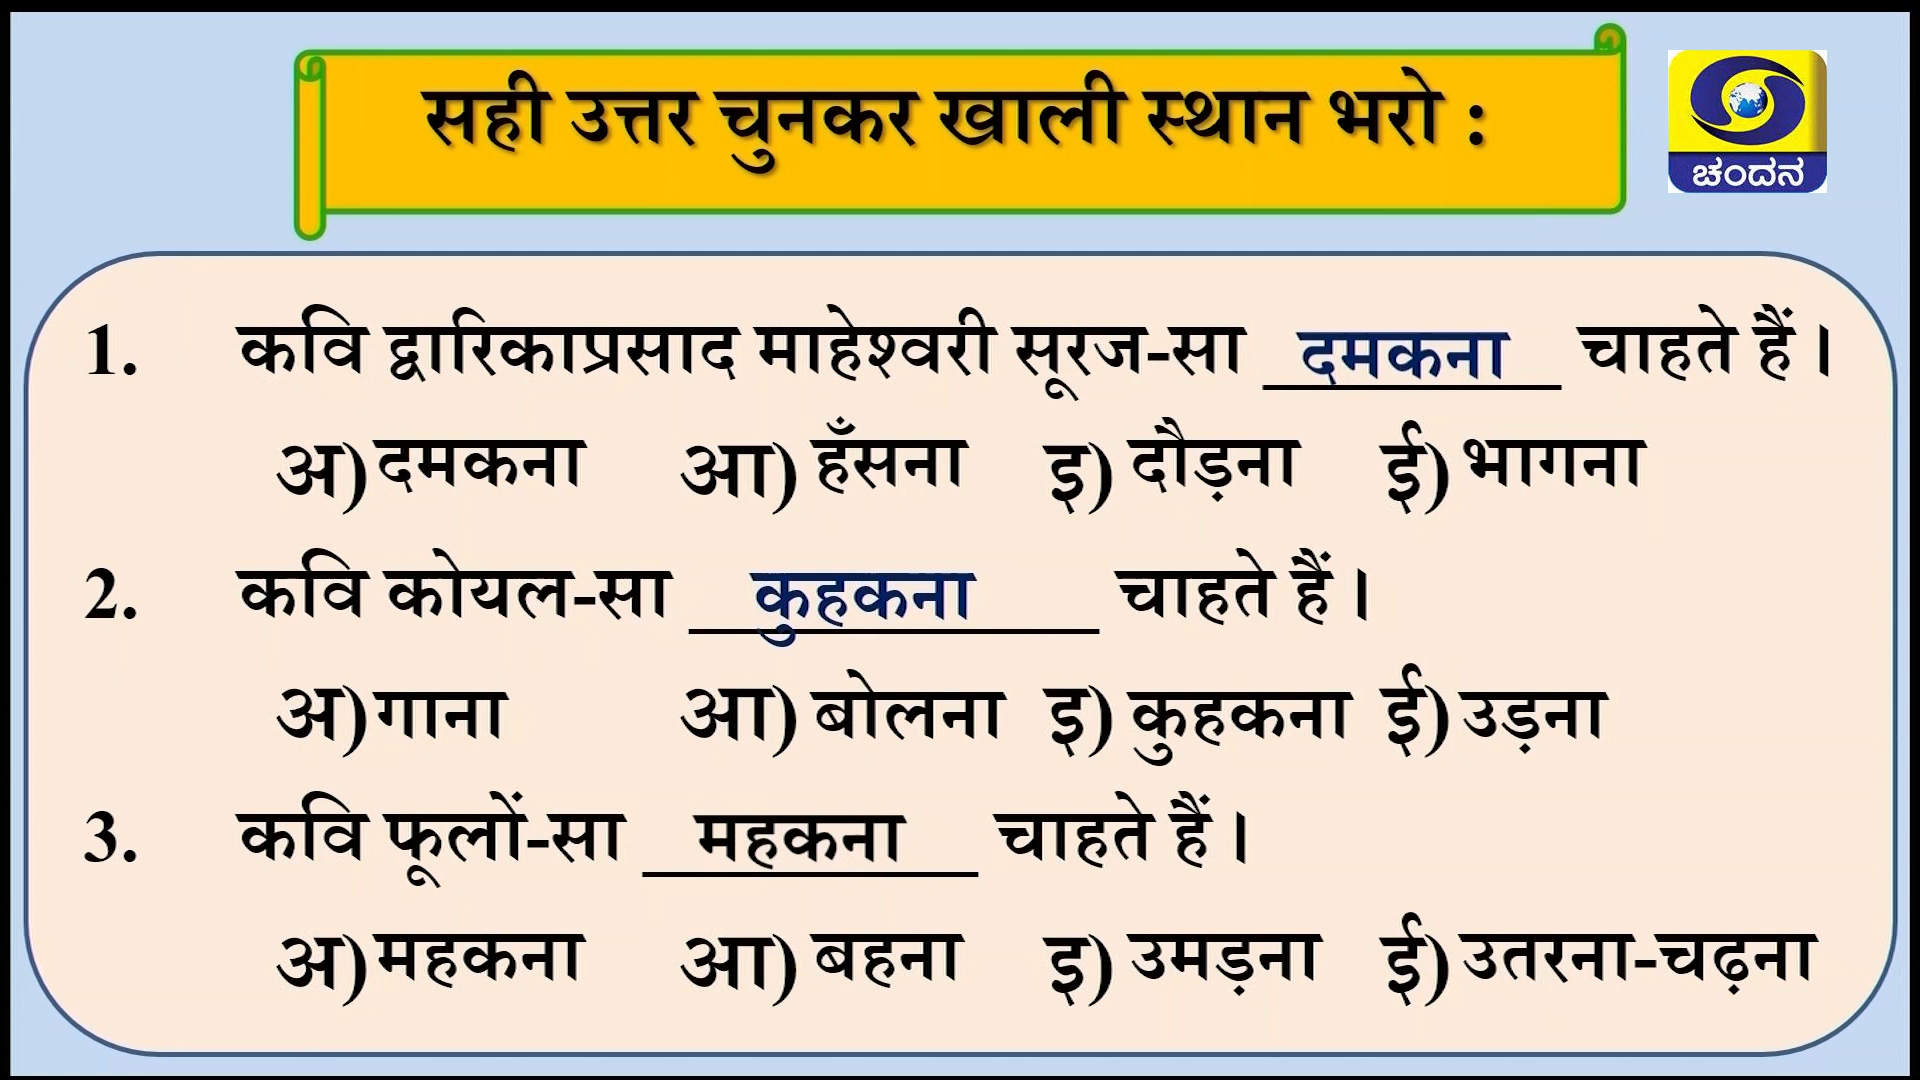 सही उत्तर चुनकर खाली स्थान भरो :
ಚಂದನ
1. कवि द्वारिकाप्रसाद माहेश्वरी सूरज-सा दमकना चाहते हैं।
अ) दमकना आ) हँसना इ) दौड़ना ई) भागना
2. कवि कोयल-सा कुहकना चाहते हैं।
अ) गाना आ) बोलना इ) कुहकना ई) उड़ना
3. कवि फूलों-सा महकना चाहते हैं।
अ) महकना आ) बहना इ) उमड़ना ई) उतरना-चढ़ना